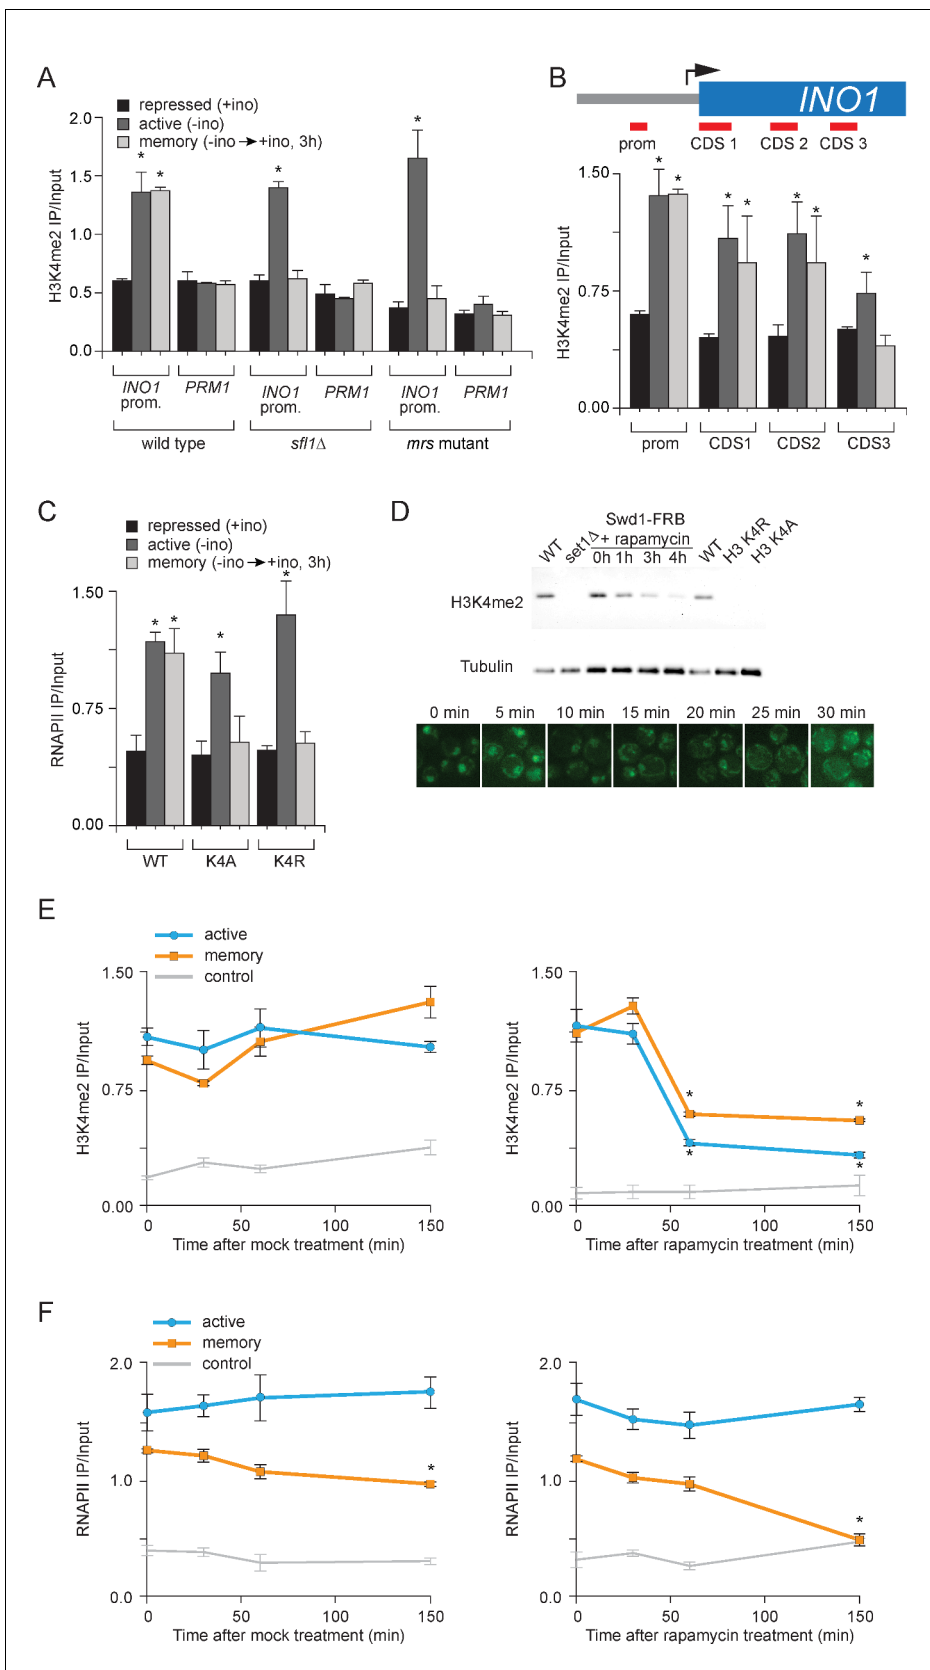 A
repressed (+ino)
active (-ino)
memory (-ino → +ino, 3h)
H3K4me2 IP/Input
2.0
1.5
1.0
0.5
0.0
* * * *
INO1 prom. PRM1 INO1 prom. PRM1 INO1 prom. PRM1
wild type sfl1Δ mrs mutant
B
INO1
prom CDS 1 CDS 2 CDS 3
H3K4me2 IP/Input
1.50
0.75
0.00
* * * * * * *
prom CDS1 CDS2 CDS3
C
repressed (+ino)
active (-ino)
memory (-ino → +ino, 3h)
RNAPII IP/Input
1.50
0.75
0.00
* * * *
WT K4A K4R
D
Swd1-FRB
+ rapamycin
WT set1Δ 0h 1h 3h 4h WT H3 K4R H3 K4A
H3K4me2
Tubulin
0 min 5 min 10 min 15 min 20 min 25 min 30 min
E
active
memory
control
H3K4me2 IP/Input
1.50
0.75
0.00
0 50 100 150
Time after mock treatment (min)
H3K4me2 IP/Input
1.50
0.75
0.00
* * * *
0 50 100 150
Time after rapamycin treatment (min)
F
active
memory
control
RNAPII IP/Input
2.0
1.0
0.0
*
0 50 100 150
Time after mock treatment (min)
RNAPII IP/Input
2.0
1.0
0.0
*
0 50 100 150
Time after rapamycin treatment (min)